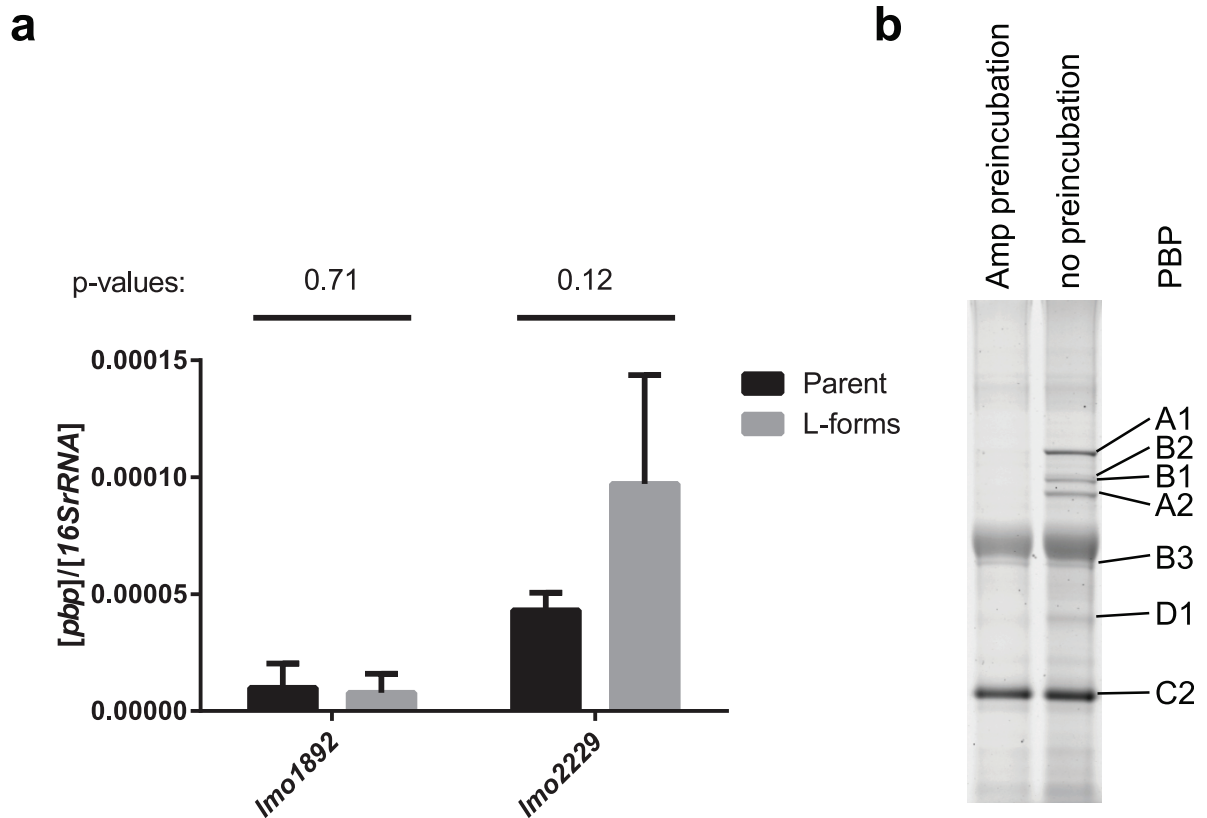 a
p-values:
0.71
0.12
0.00015
0.00010
0.00005
0.00000
[pbp]/[16SrRNA]
lmo1892
lmo2229
Parent
L-forms
b
Amp preincubation
no preincubation
PBP
A1
B2
B1
A2
B3
D1
C2